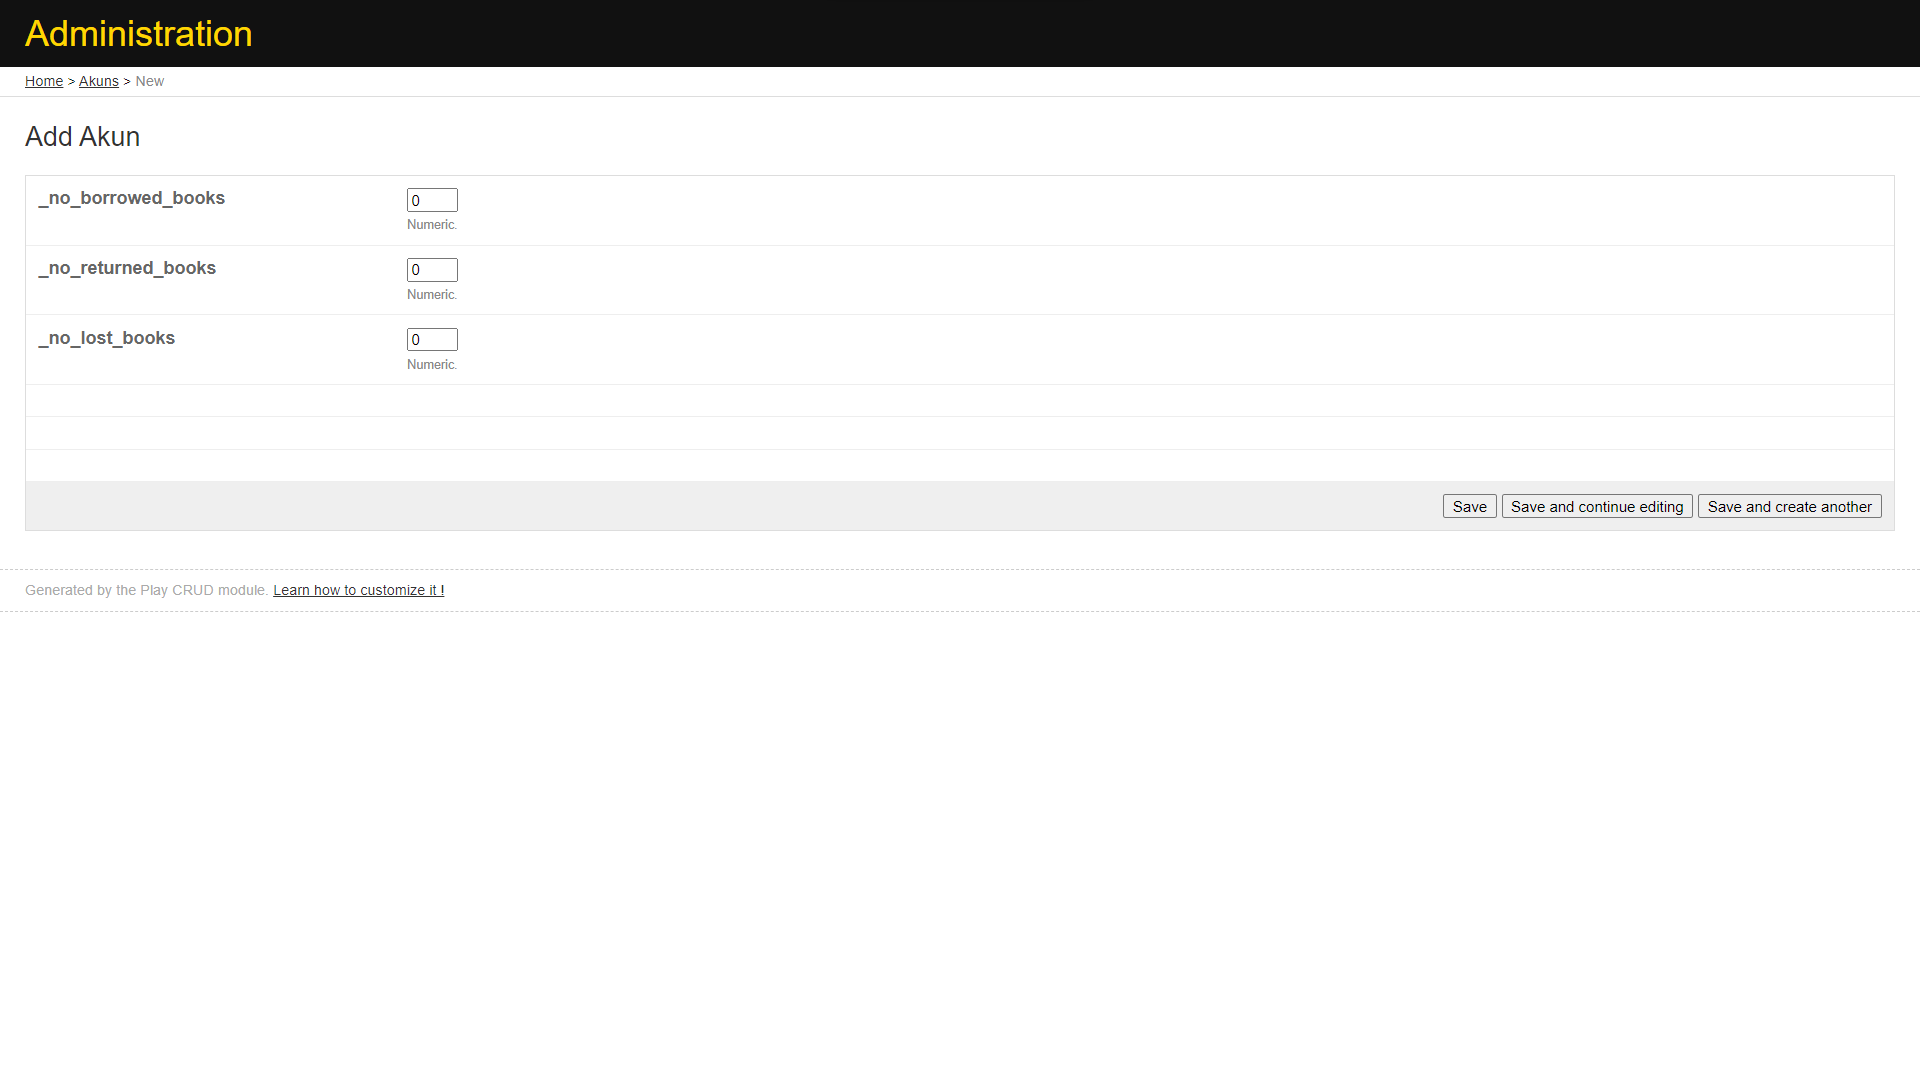 Administration
Home > Akuns > New
Add Akun
_no_borrowed_books
0
Numeric.
_no_returned_books
0
Numeric.
_no_lost_books
0
Numeric.
Save Save and continue editing Save and create another
Generated by the Play CRUD module. Learn how to customize it !